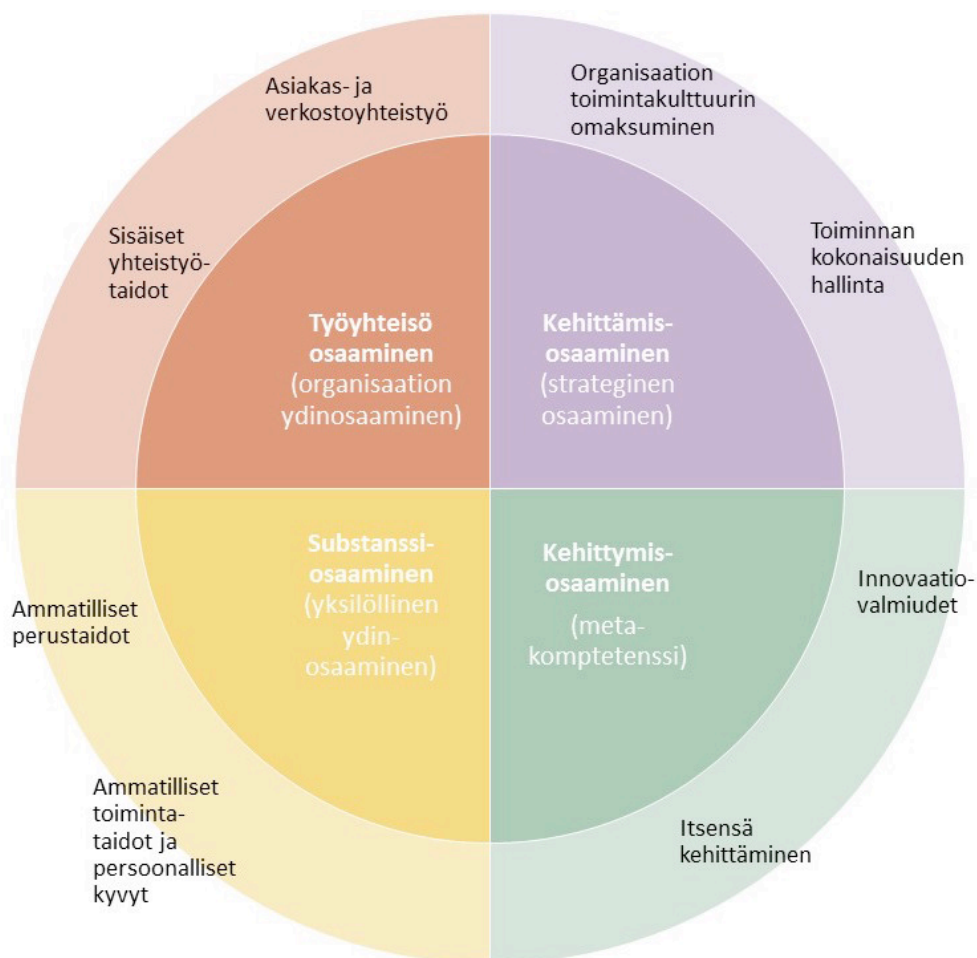 Asiakas- ja
verkostoyhteistyö
Sisäiset
yhteistyö-
taidot
Työyhteisö
osaaminen
(organisaation
ydinosaaminen)
Organisaation
toimintakulttuurin
omaksuminen
Toiminnan
kokonaisuuden
hallinta
Kehittämis-
osaaminen
(strateginen
osaaminen)
Substanssi-
osaaminen
(yksilöllinen
ydin-
osaaminen)
Ammatilliset
perustaidot
Ammatilliset
toiminta-
taidot ja
persoonalliset
kyvyt
Kehittymis-
osaaminen
(meta-
komptetenssi)
Innovaatio-
valmiudet
Itsensä
kehittäminen